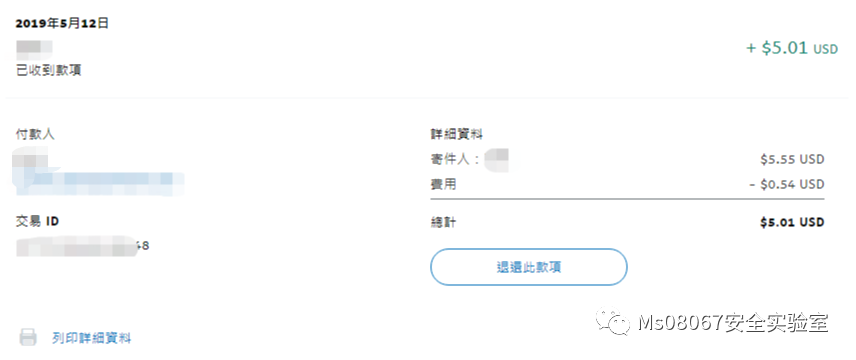 2019年5月12日
+ $5.01 USD
已收到款項
付款人
詳細資料
寄件人：
$5.55 USD
費用
- $0.54 USD
交易 ID
48
總計
$5.01 USD
退還此款項
列印詳細資料
Ms08067安全实验室